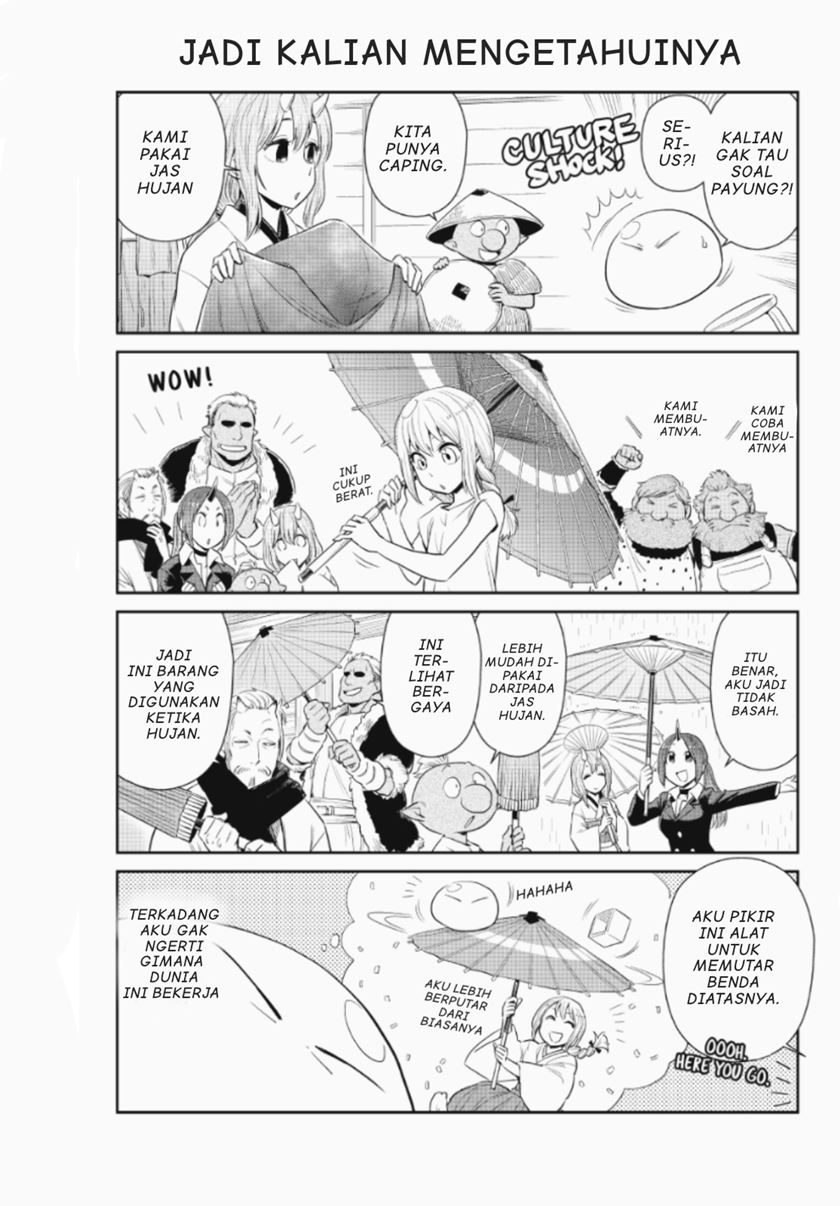 JADI KALIAN MENGETAHUINYA
KALIAN
GAK TAU
SOAL
PAYUNG?!
SE-
RI-
US?!
CULTURE
SHOCK!
KITA
PUNYA
CAPING.
KAMI
PAKAI
JAS
HUJAN
KAMI
COBA
MEMBU-
ATNYA
KAMI
MEMBU-
ATNYA.
INI
CUKUP
BERAT.
WOW!
ITU
BENAR,
AKU JADI
TIDAK
BASAH.
LEBIH
MUDAH DI-
PAKAI
DARIPADA
JAS
HUJAN.
INI
TER-
LIHAT
BER-
GAYA
JADI
INI BARANG
YANG
DIGUNAKAN
KETIKA
HUJAN.
AKU PIKIR
INI ALAT
UNTUK
MEMUTAR
BENDA
DIATASNYA.
OOOH.
HERE YOU GO.
HAHAHA
AKU LEBIH
BERPUTAR
DARI
BIASANYA
TERKADANG
AKU GAK
NGERTI
GIMANA
DUNIA
INI BEKERJA